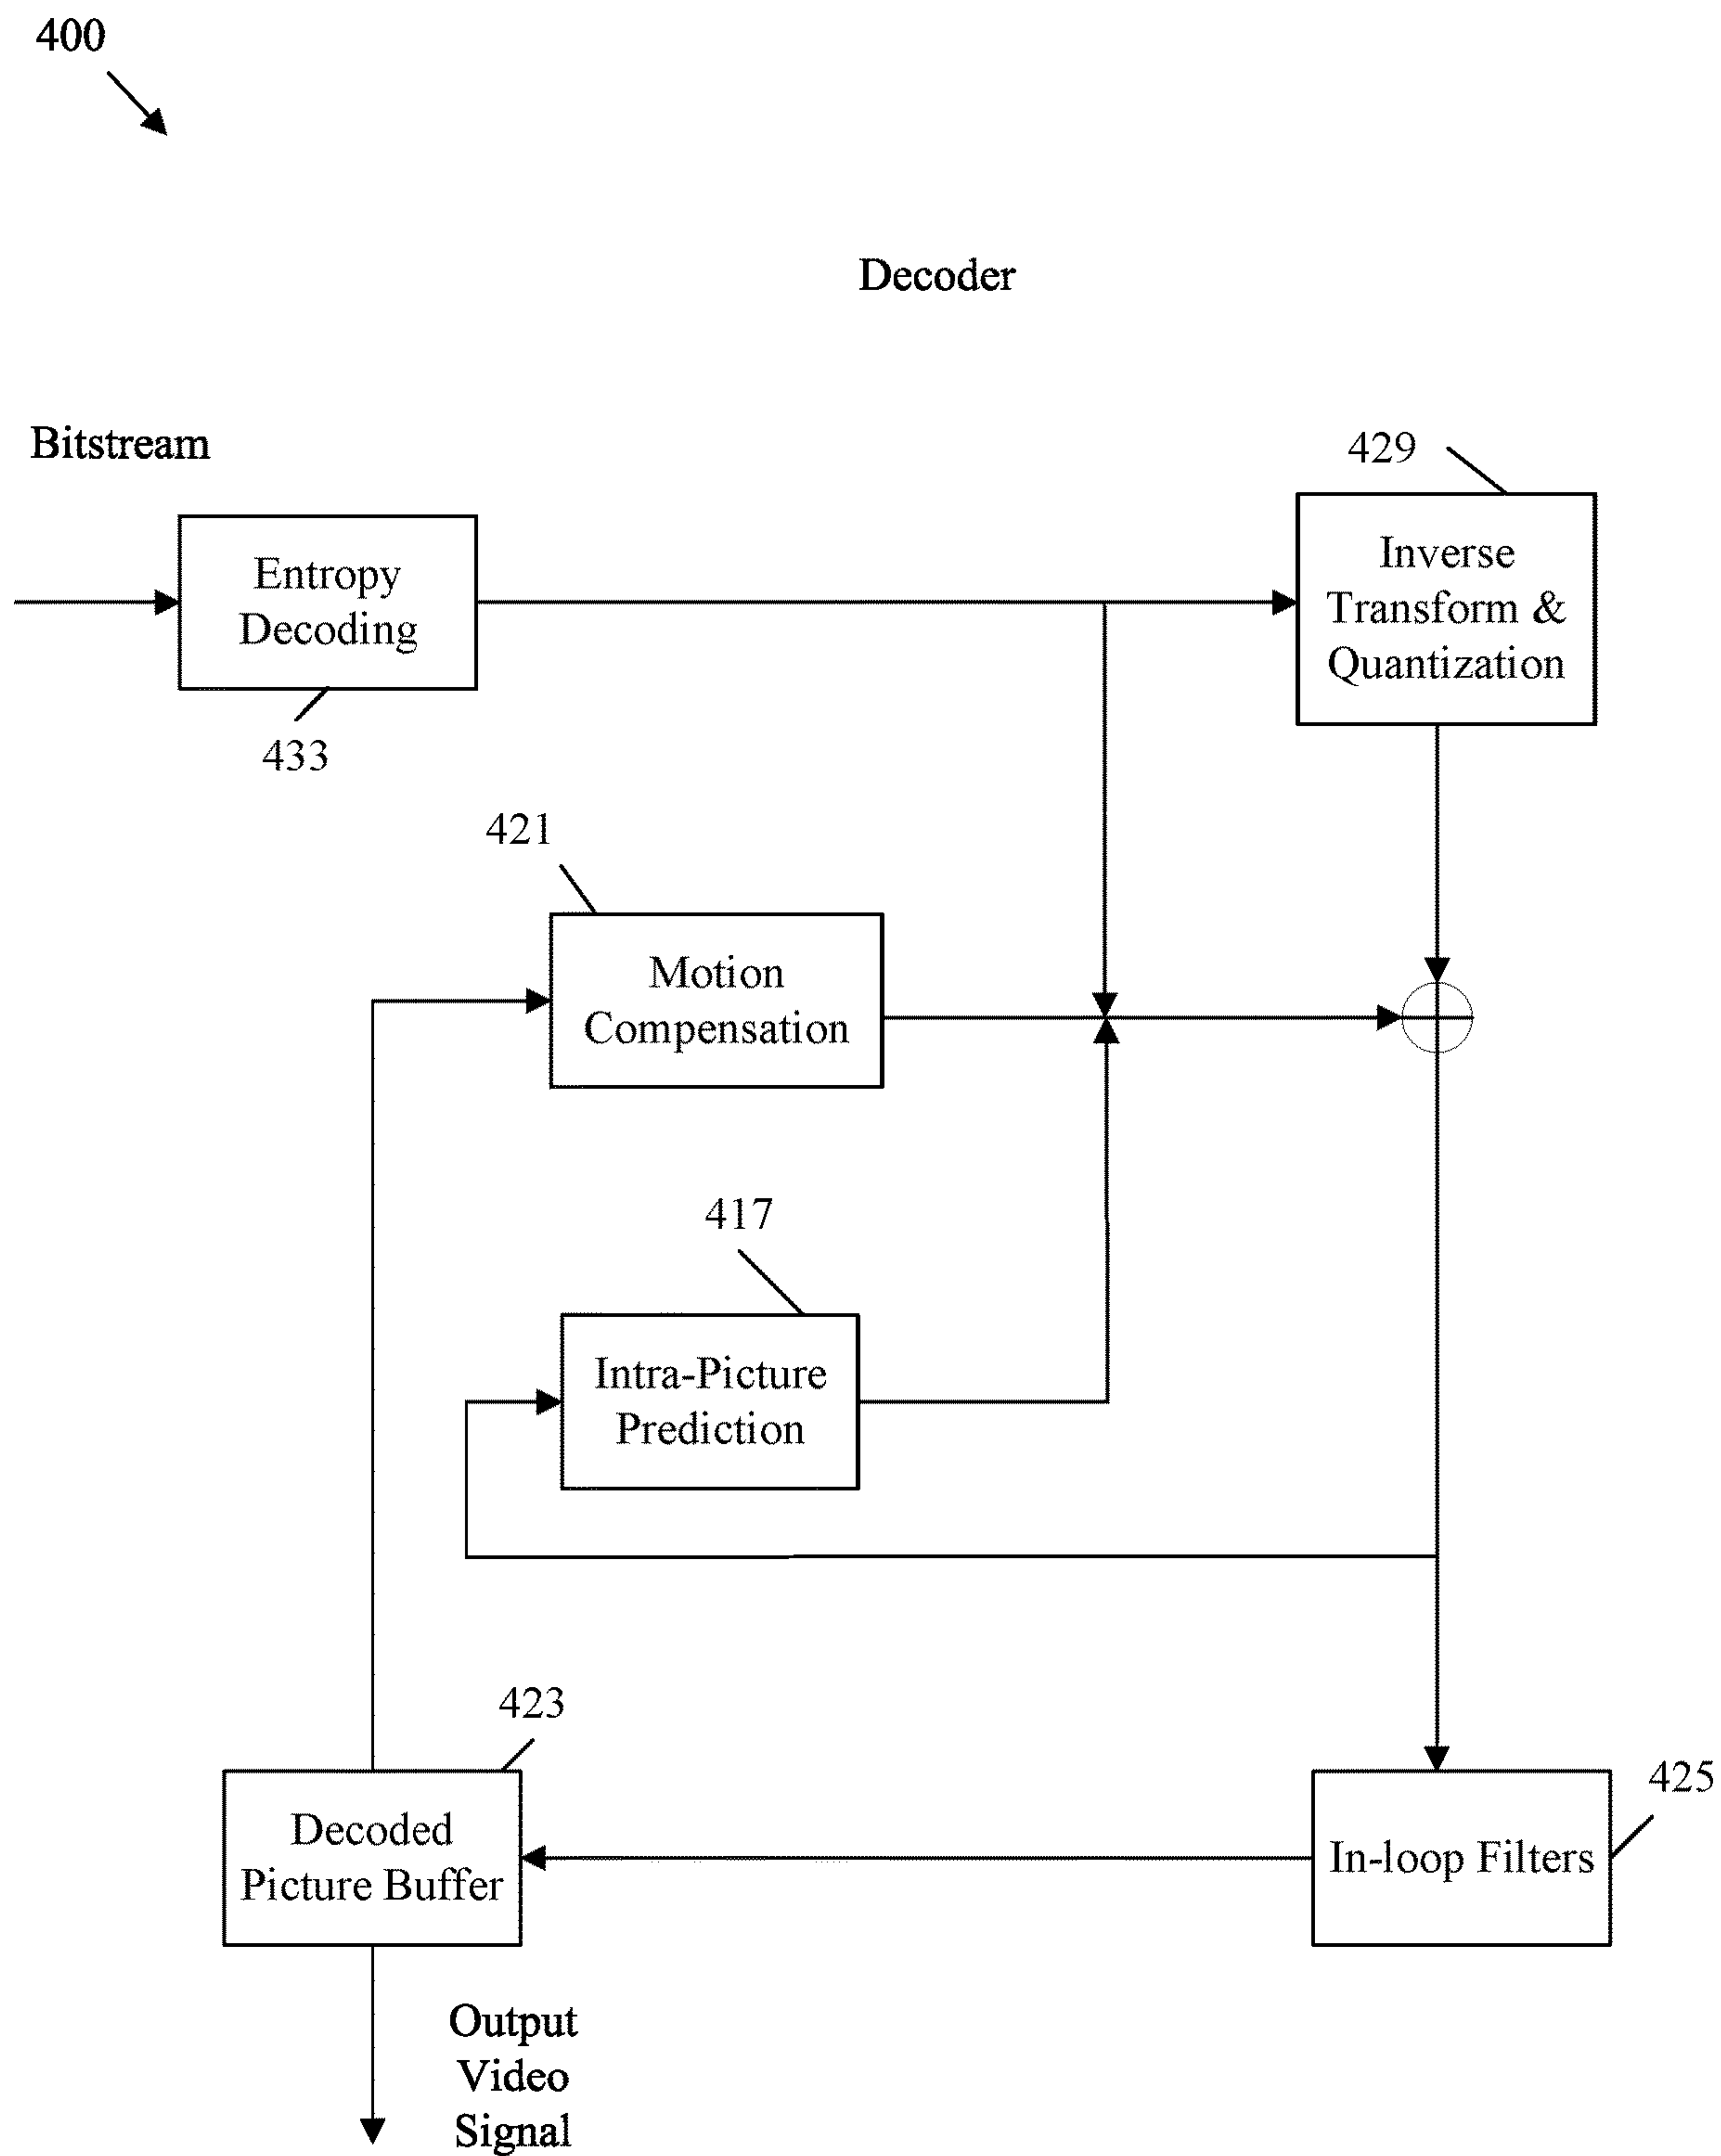 400
Decoder
Bitstream
429
Entropy
Decoding
Inverse
Transform &
Quantization
433
421
Motion
Compensation
417
Intra-Picture
Prediction
423
425
Decoded
Picture Buffer
In-loop Filters
Output
Video
Signal